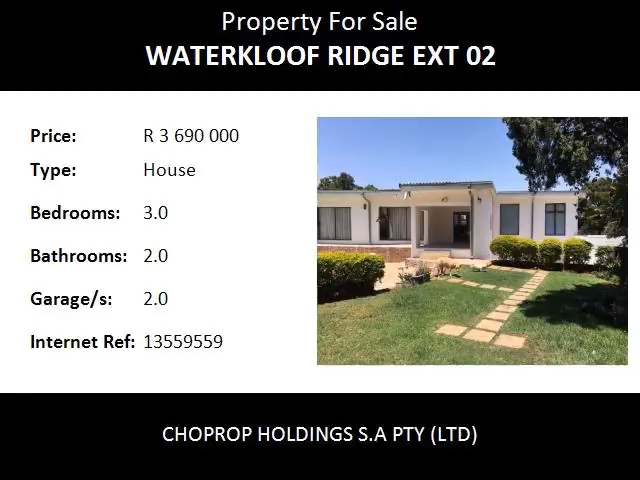 Property For Sale
WATERKLOOF RIDGE EXT 02
Price: R 3 690 000
Type: House
Bedrooms: 3.0
Bathrooms: 2.0
Garage/s: 2.0
Internet Ref: 13559559
CHOPROP HOLDINGS S.A PTY (LTD)